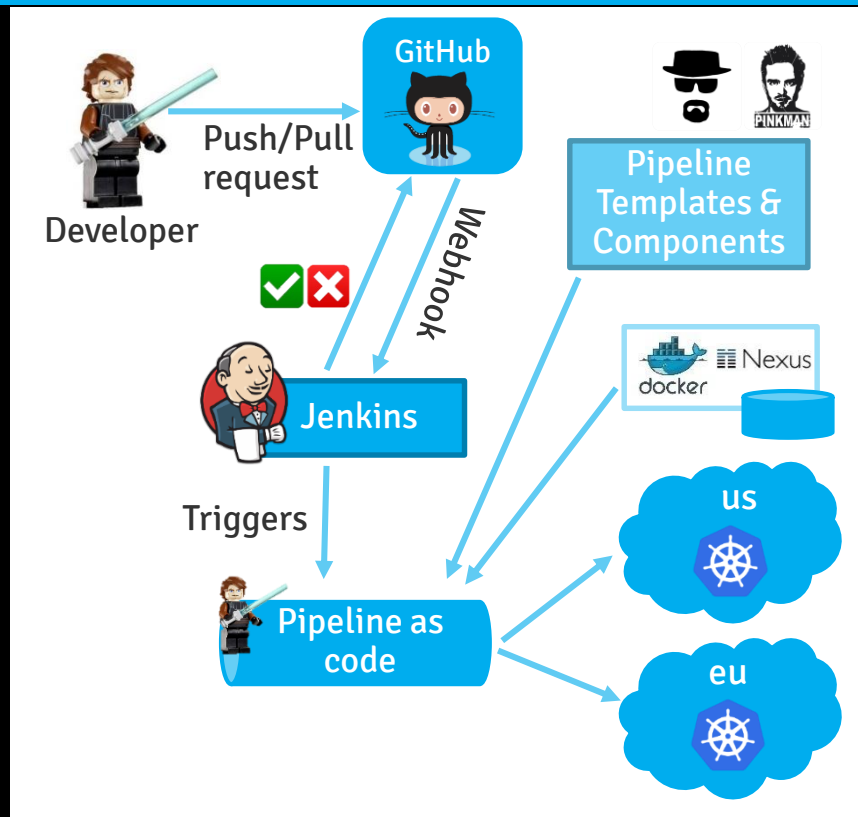 GitHub
Push/Pull
request
Developer
Webhook
PINKMAN
Pipeline
Templates &
Components
docker
Nexus
Jenkins
Triggers
us
Pipeline as
code
eu